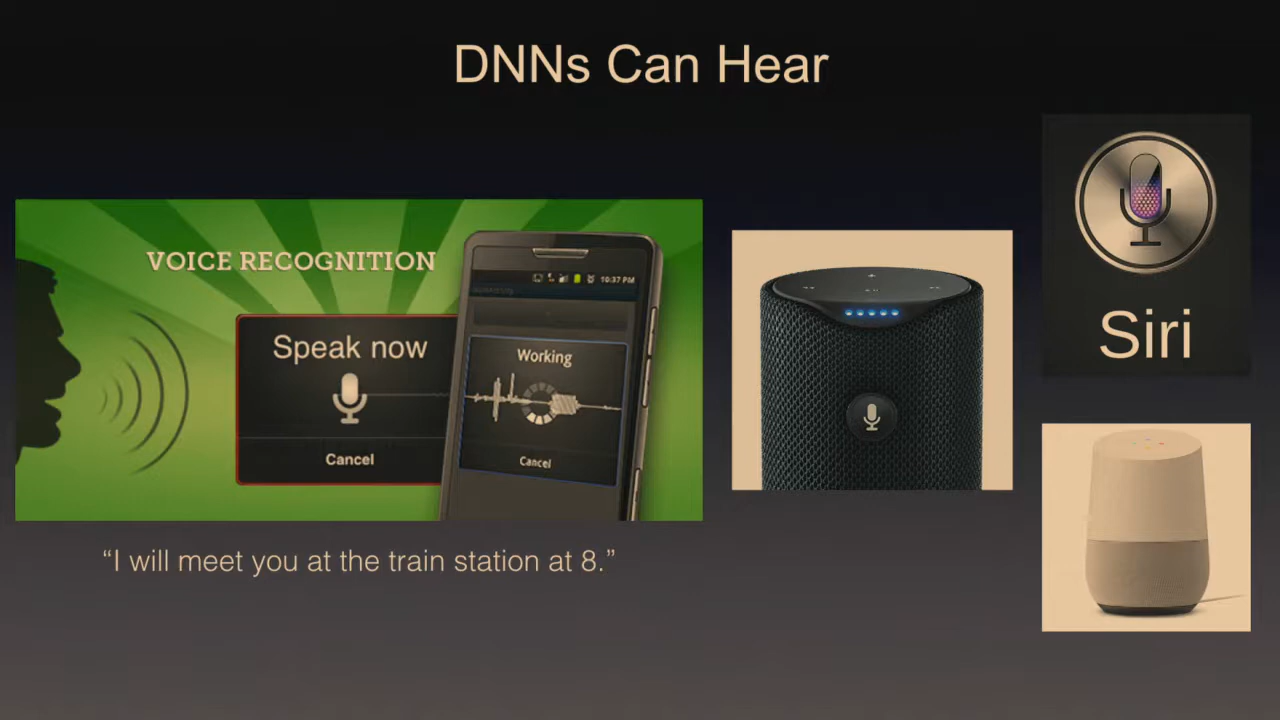 DNNs Can Hear
VOICE RECOGNITION
Speak now
Cancel
10:37 PM
Working
Cancel
Siri
“I will meet you at the train station at 8.”